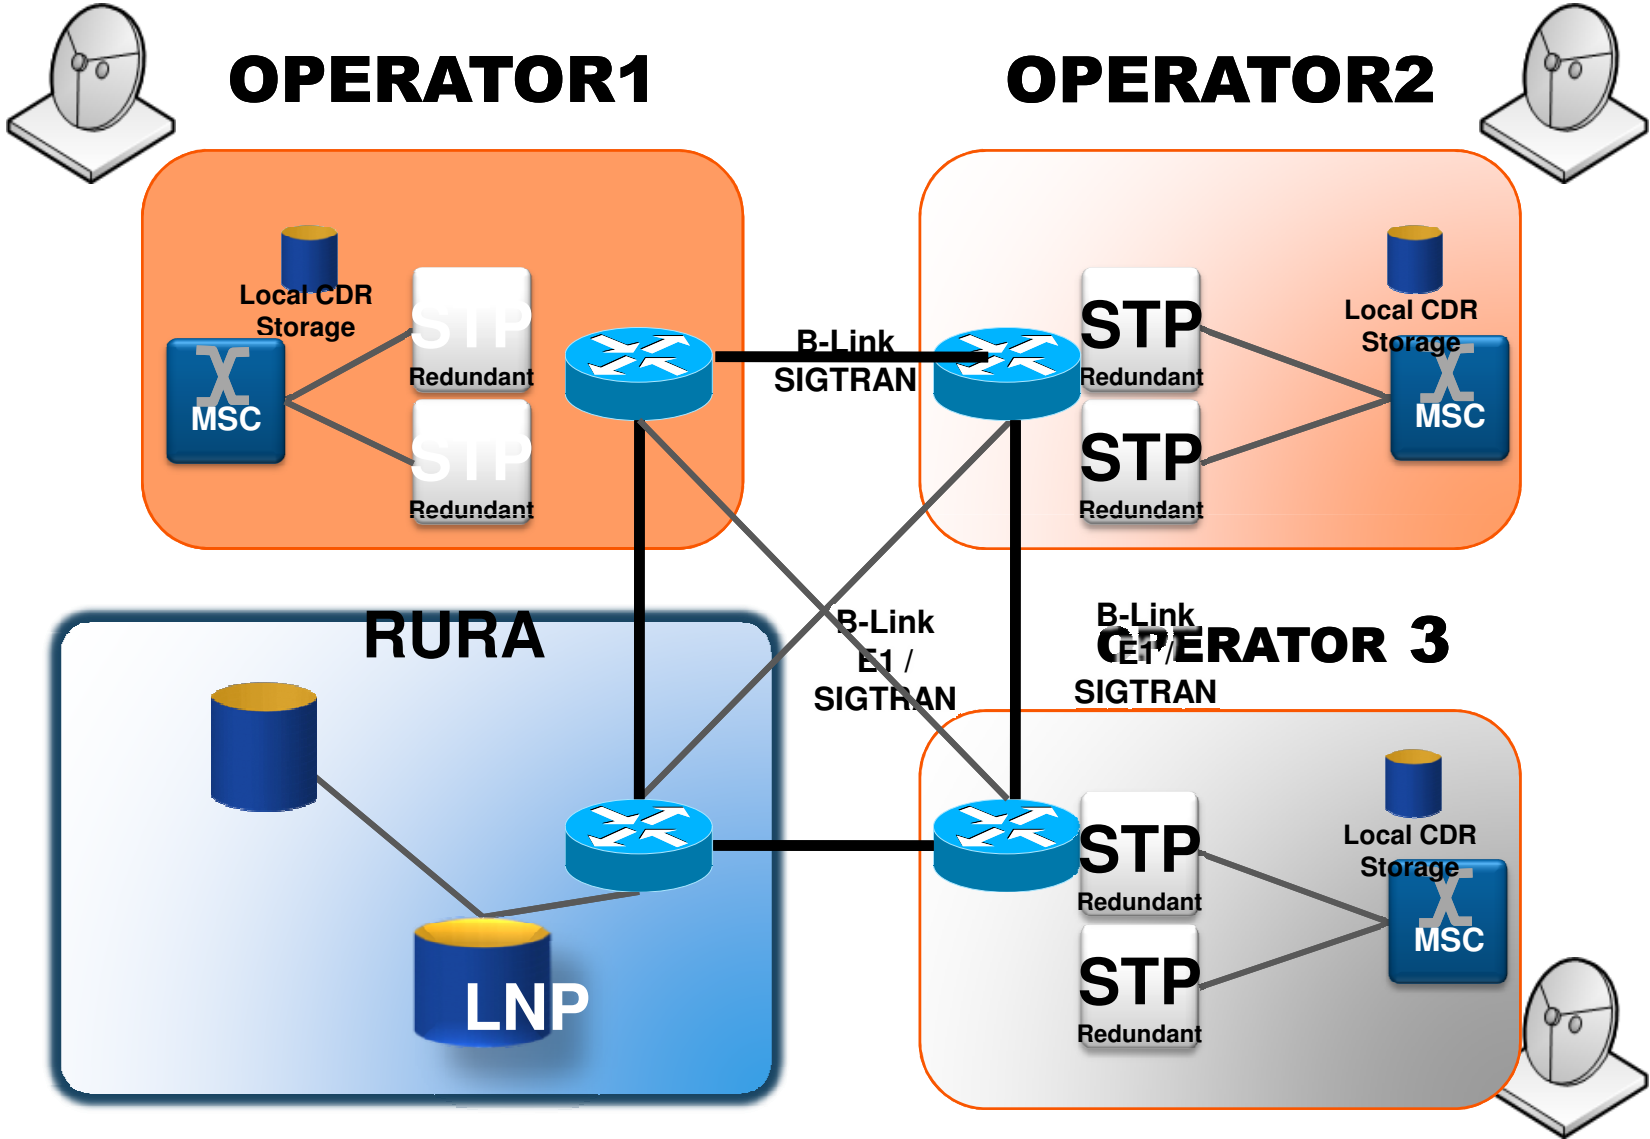 OPERATOR1
OPERATOR2
Local CDR
Storage
STP
Redundant
MSC
STP
Redundant
B-Link
SIGTRAN
STP
Redundant
Local CDR
Storage
MSC
STP
Redundant
RURA
B-Link
E1 /
SIGTRAN
B-Link
E1 /
SIGTRAN
OPERATOR 3
LNP
STP
Redundant
Local CDR
Storage
MSC
STP
Redundant